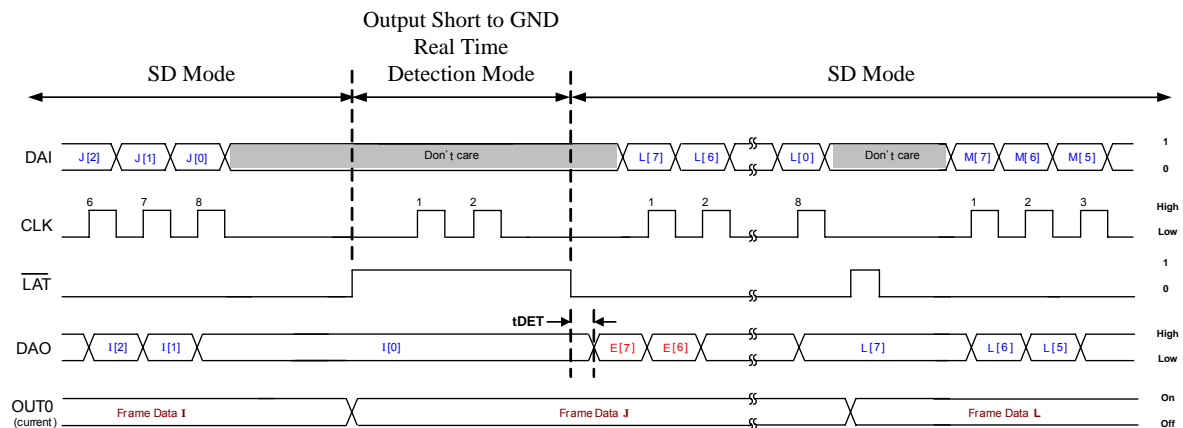 Output Short to GND
Real Time
SD Mode Detection Mode SD Mode
DAI J[2] J[1] J[0] Don't care L[7] L[6] L[0] Don't care M[7] M[6] M[5] 1
0
6 7 8 1 2 1 2 8 1 2 3
CLK High
Low
LAT 1
0
tDET
DAO I[2] I[1] I[0] E[7] E[6] L[7] L[6] L[5] High
Low
OUT0 Frame Data I Frame Data J Frame Data L On
(current) Off